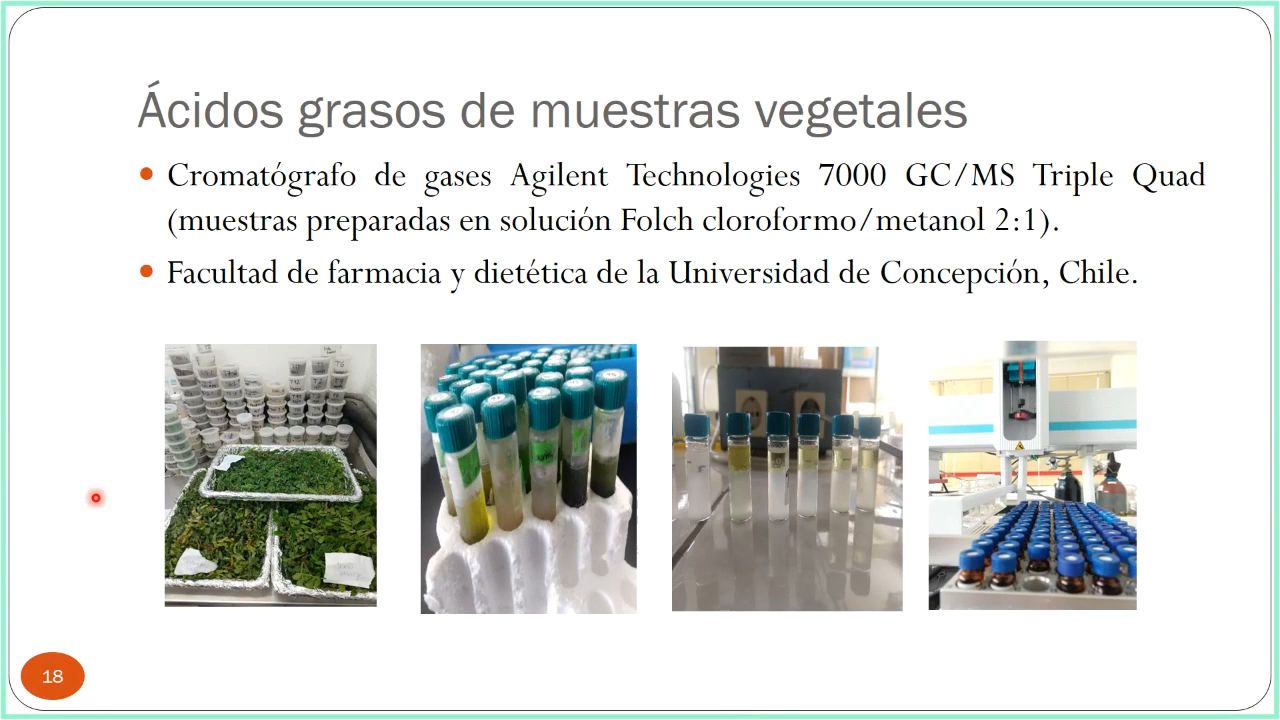 Ácidos grasos de muestras vegetales
Cromatógrafo de gases Agilent Technologies 7000 GC/MS Triple Quad
(muestras preparadas en solución Folch cloroformo/metanol 2:1).
Facultad de farmacia y dietética de la Universidad de Concepción, Chile.
18